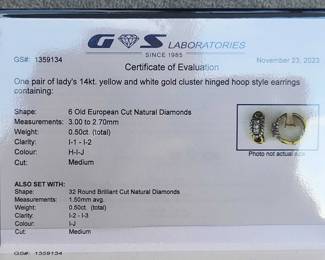 GS#: 1359134
G S LABORATORIES
SINCE 1985
November 23, 2023
Certificate of Evaluation
One pair of lady's 14kt. yellow and white gold cluster hinged hoop style earrings
containing:
Shape: 6 Old European Cut Natural Diamonds
Measurements: 3.00 to 2.70mm
Weight: 0.50ct. (total)
Clarity: I-1 - I-2
Colour: H-I-J
Cut: Medium
Photo not actual size
ALSO SET WITH:
Shape: 32 Round Brilliant Cut Natural Diamonds
Measurements: 1.50mm avg.
Weight: 0.50ct. (total)
Clarity: I-2 - I-3
Colour: I-J
Cut: Medium
GS#: 1359134